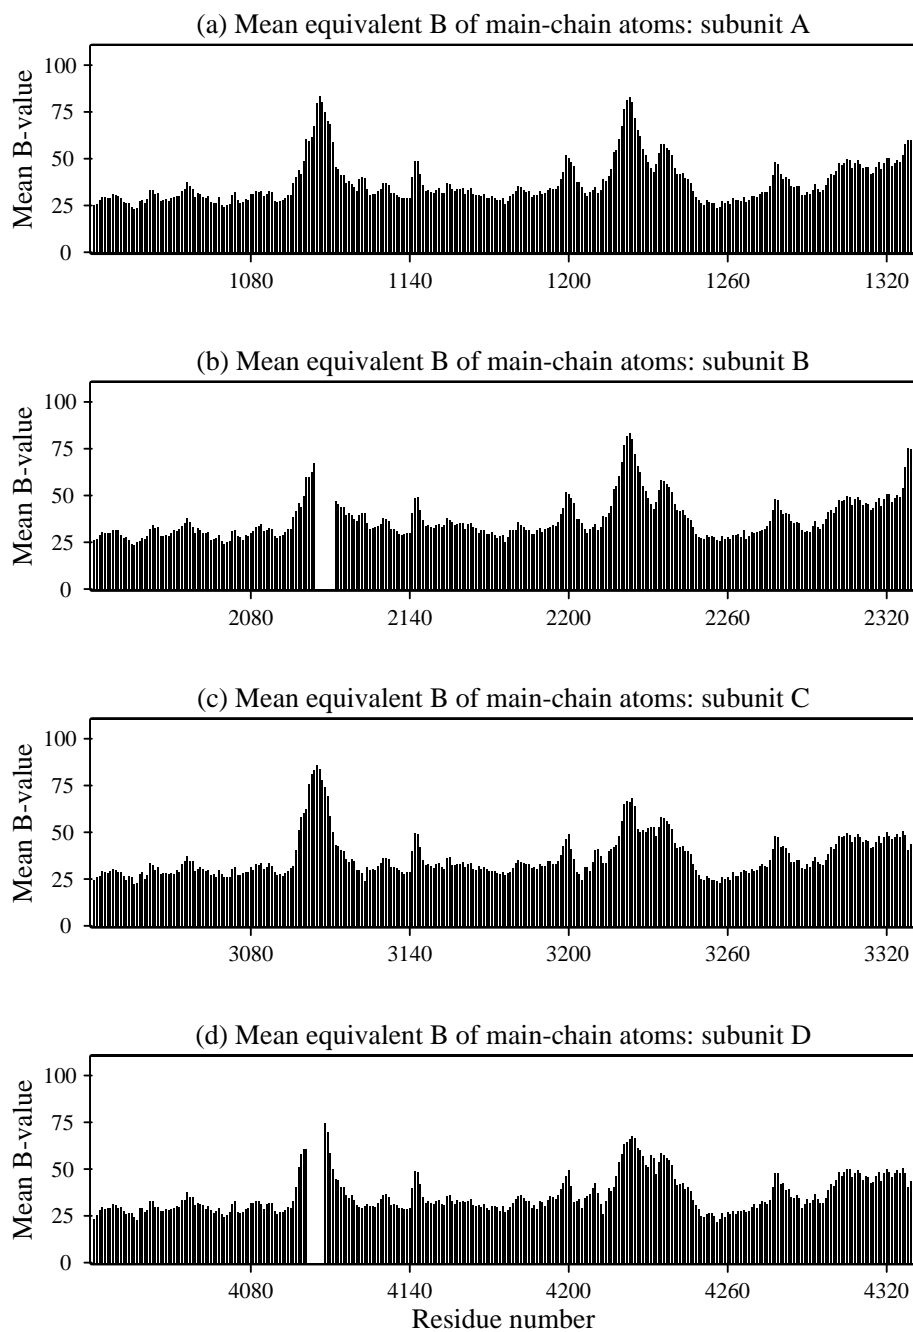 (a) Mean equivalent B of main-chain atoms: subunit A
Mean B-value
100
75
50
25
0
1080 1140 1200 1260 1320
(b) Mean equivalent B of main-chain atoms: subunit B
Mean B-value
100
75
50
25
0
2080 2140 2200 2260 2320
(c) Mean equivalent B of main-chain atoms: subunit C
Mean B-value
100
75
50
25
0
3080 3140 3200 3260 3320
(d) Mean equivalent B of main-chain atoms: subunit D
Mean B-value
100
75
50
25
0
4080 4140 4200 4260 4320
Residue number